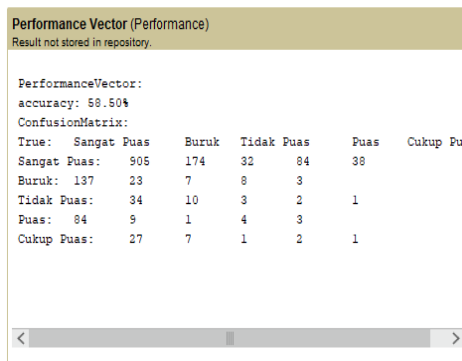 Performance Vector (Performance)
Result not stored in repository.
PerformanceVector:
accuracy: 58.50%
ConfusionMatrix:
True: Sangat Puas Buruk Tidak Puas Puas Cukup Pu
Sangat Puas: 905 174 32 84 38
Buruk: 137 23 7 8 3
Tidak Puas: 34 10 3 2 1
Puas: 84 9 1 4 3
Cukup Puas: 27 7 1 2 1